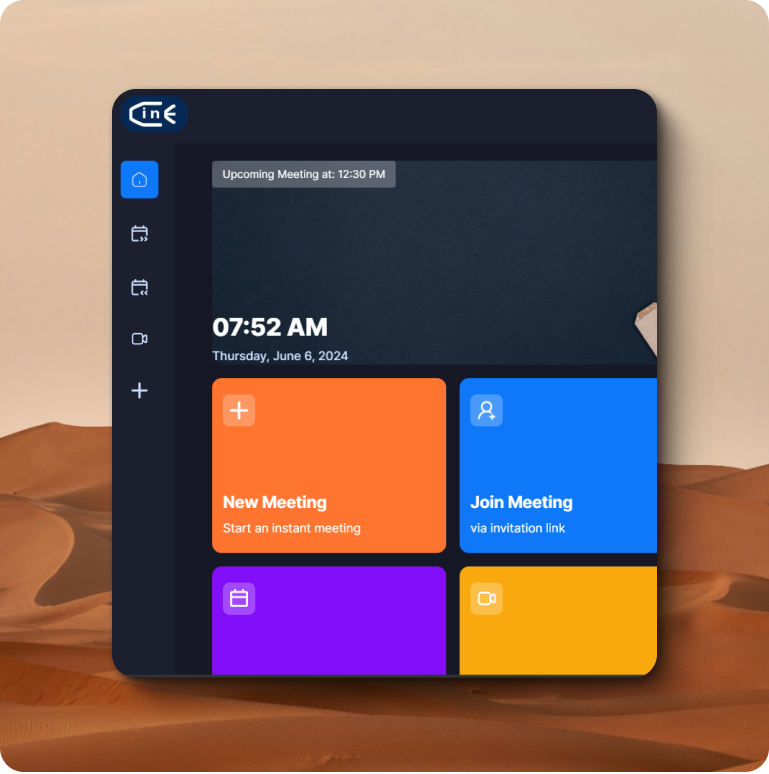 CinE
Upcoming Meeting at: 12:30 PM
07:52 AM
Thursday, June 6, 2024
New Meeting
Start an instant meeting
Join Meeting
via invitation link